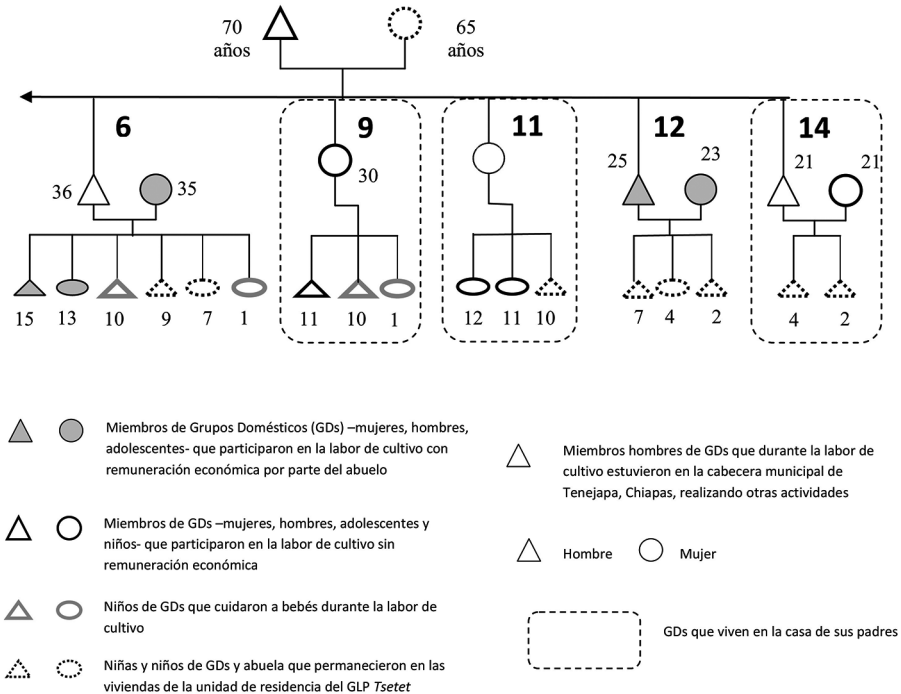 70 años
65 años
6
9
11
12
14
36
35
30
25
23
21
21
15 13 10 9 7 1
11 10 1
12 11 10
7 4 2
4 2
Miembros de Grupos Domésticos (GDs) –mujeres, hombres,
adolescentes- que participaron en la labor de cultivo con
remuneración económica por parte del abuelo
Miembros de GDs –mujeres, hombres, adolescentes y
niños- que participaron en la labor de cultivo sin
remuneración económica
Niños de GDs que cuidaron a bebés durante la labor de
cultivo
Niñas y niños de GDs y abuela que permanecieron en las
viviendas de la unidad de residencia del GLP Tsetet
Miembros hombres de GDs que durante la labor de
cultivo estuvieron en la cabecera municipal de
Tenejapa, Chiapas, realizando otras actividades
Hombre
Mujer
GDs que viven en la casa de sus padres